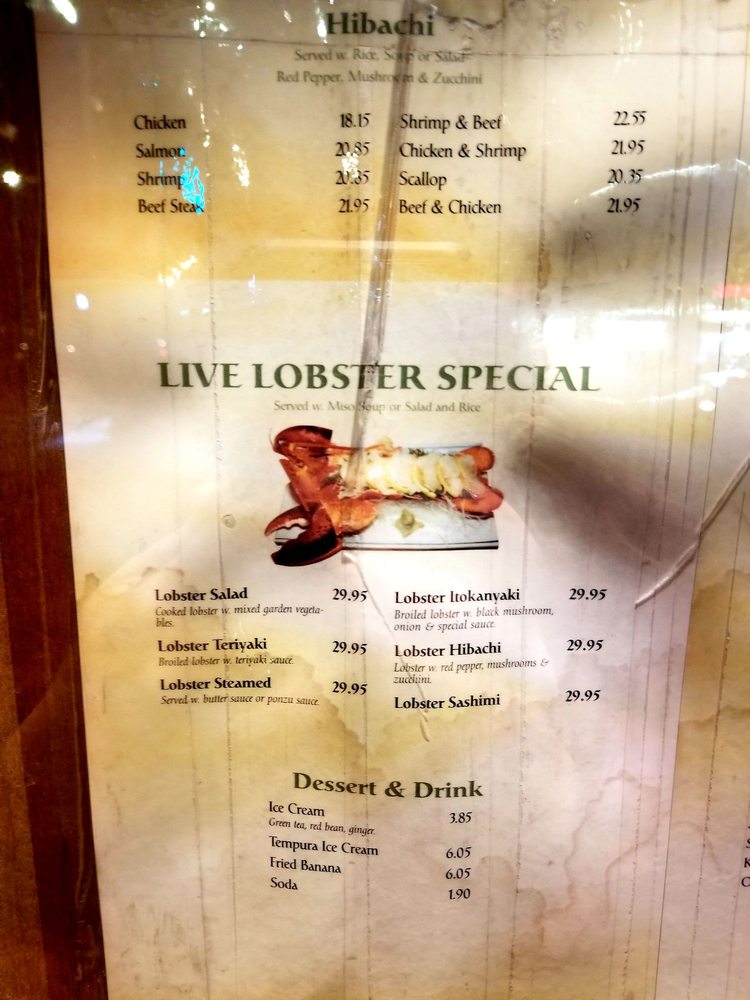 Hibachi
Served w. Rice, Soup or Salad
Red Pepper, Mushroom & Zucchini
Chicken 18.15
Salmon 20.85
Shrimp 20.35
Beef Steak 21.95
Shrimp & Beef 22.55
Chicken & Shrimp 21.95
Scallop 20.35
Beef & Chicken 21.95
LIVE LOBSTER SPECIAL
Served w. Miso Soup or Salad and Rice
Lobster Salad 29.95
Cooked lobster w. mixed garden vegeta-
bles.
Lobster Teriyaki 29.95
Broiled lobster w. teriyaki sauce.
Lobster Steamed 29.95
Served w. butter sauce or ponzu sauce.
Lobster Itokanyaki 29.95
Broiled lobster w. black mushroom,
onion & special sauce.
Lobster Hibachi 29.95
Lobster w. red pepper, mushrooms &
zucchini.
Lobster Sashimi 29.95
Dessert & Drink
Ice Cream 3.85
Green tea, red bean, ginger.
Tempura Ice Cream 6.05
Fried Banana 6.05
Soda 1.90